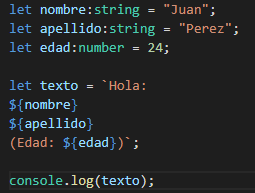 let nombre:string = "Juan";
let apellido:string = "Perez";
let edad:number = 24;
let texto = `Hola:
${nombre}
${apellido}
(Edad: ${edad})`;
console.log(texto);